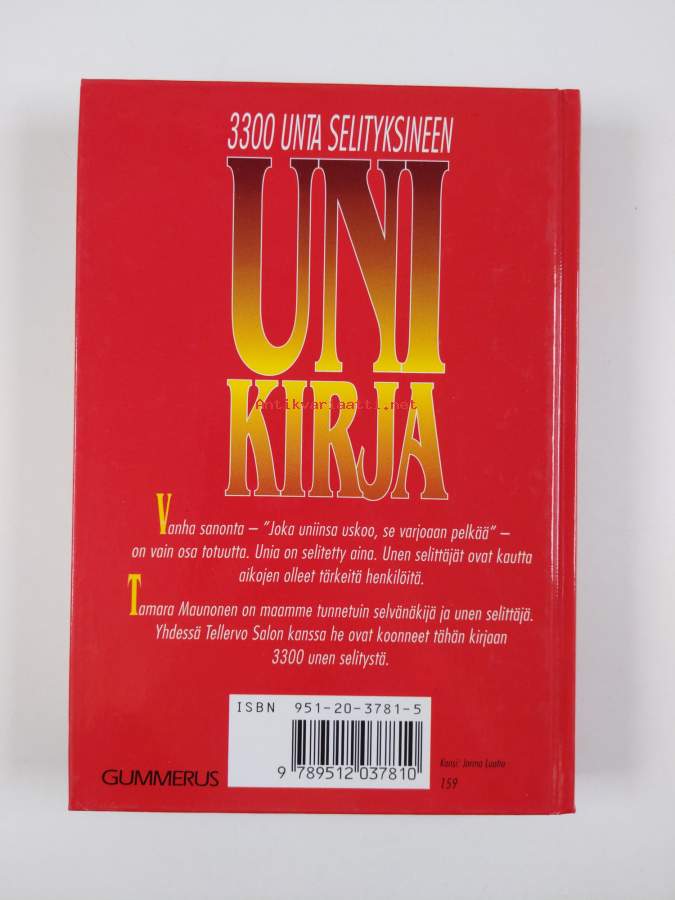 3300 UNTA SELITYKSINEEN
UNI
KIRJA
Antikvariaatti.net
Vanha sanonta – ”Joka uniinsa uskoo, se varjoaan pelkää” –
on vain osa totuutta. Unia on selitetty aina. Unen selittäjät ovat kautta
aikojen olleet tärkeitä henkilöitä.
Tamara Maunonen on maamme tunnetuin selvänäkijä ja unen selittäjä.
Yhdessä Tellervo Salon kanssa he ovat koonneet tähän kirjaan
3300 unen selitystä.
ISBN 951-20-3781-5
9 789512 037810
GUMMERUS
Kansi: Jorma Luotio
159